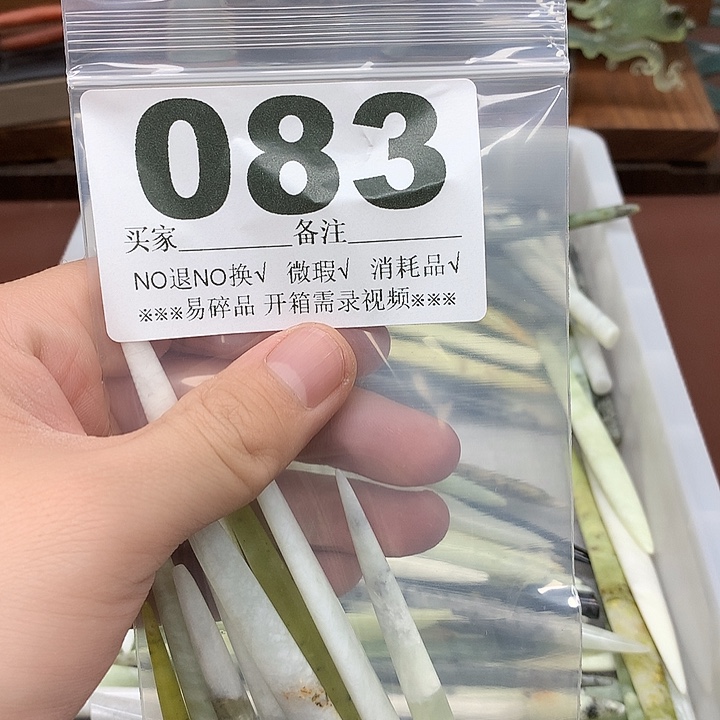 083
买家________备注________
NO退NO换√ 微瑕√ 消耗品√
※※※易碎品 开箱需录视频※※※